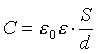 C = ε₀ε · S/d